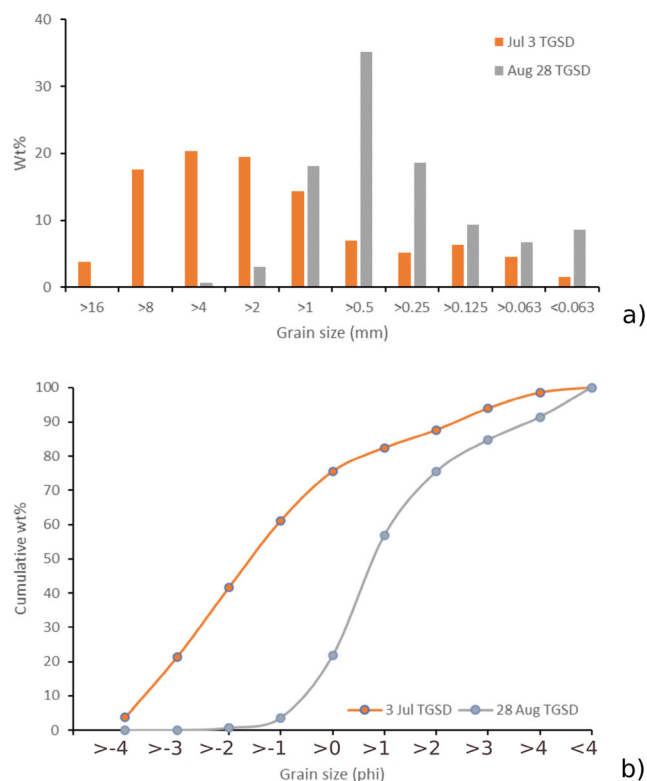 40
30
20
10
0
Wt%
Jul 3 TGSD
Aug 28 TGSD
>16 >8 >4 >2 >1 >0.5 >0.25 >0.125 >0.063 <0.063
Grain size (mm)
a)
100
90
80
70
60
50
40
30
20
10
0
Cumulative wt%
3 Jul TGSD 28 Aug TGSD
>-4 >-3 >-2 >-1 >0 >1 >2 >3 >4 <4
Grain size (phi)
b)